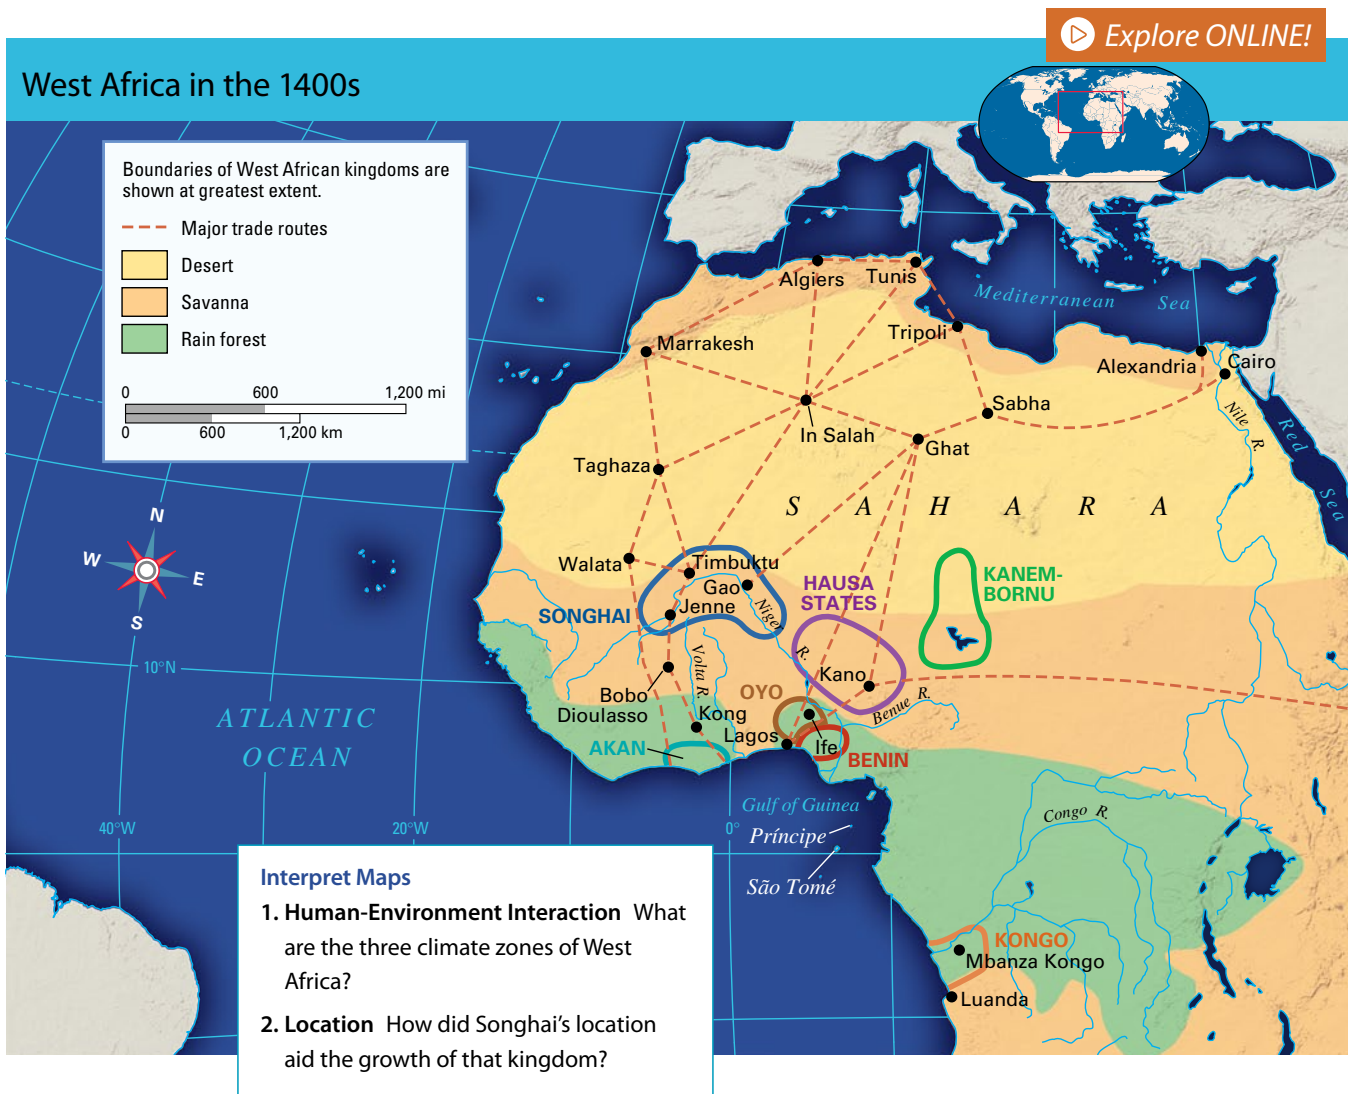 Explore ONLINE!
West Africa in the 1400s
Boundaries of West African kingdoms are
shown at greatest extent.
Major trade routes
Desert
Savanna
Rain forest
0 600 1,200 mi
0 600 1,200 km
N
W
E
S
Algiers
Tunis
Mediterranean Sea
Marrakesh
Tripoli
Alexandria
Cairo
Nile R.
Red Sea
Sabha
In Salah
Ghat
Taghaza
SAHARA
Walata
Timbuktu
Gao
Jenne
Niger R.
SONGHAI
HAUSA
STATES
KANEM-
BORNU
10°N
Volta R.
Kano
Bobo
Dioulasso
OYO
Benue R.
Kong
Lagos
Ife
AKAN
BENIN
ATLANTIC
OCEAN
Gulf of Guinea
Congo R.
40°W
20°W
0°
Príncipe
São Tomé
KONGO
Mbanza Kongo
Luanda
Interpret Maps
1. Human-Environment Interaction What
are the three climate zones of West
Africa?
2. Location How did Songhai’s location
aid the growth of that kingdom?